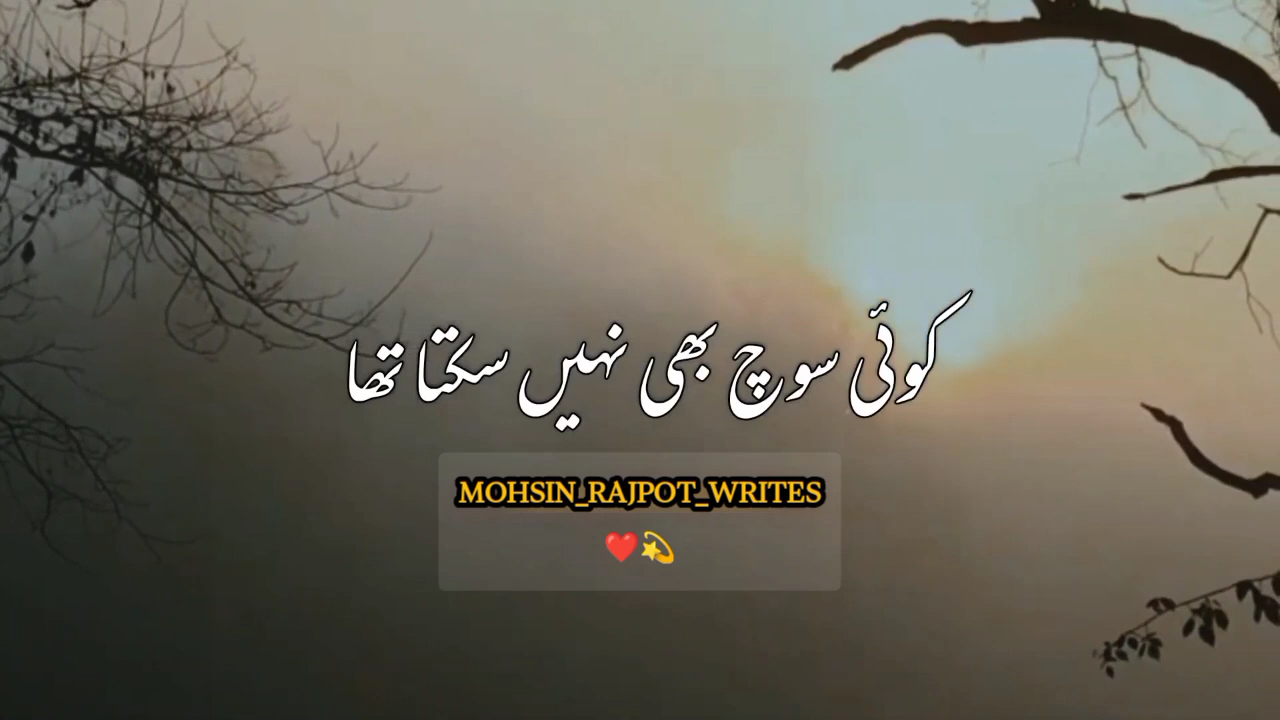 کوئی سوچ بھی نہیں سکتا تھا
MOHSIN_RAJPOT_WRITES
❤️💫